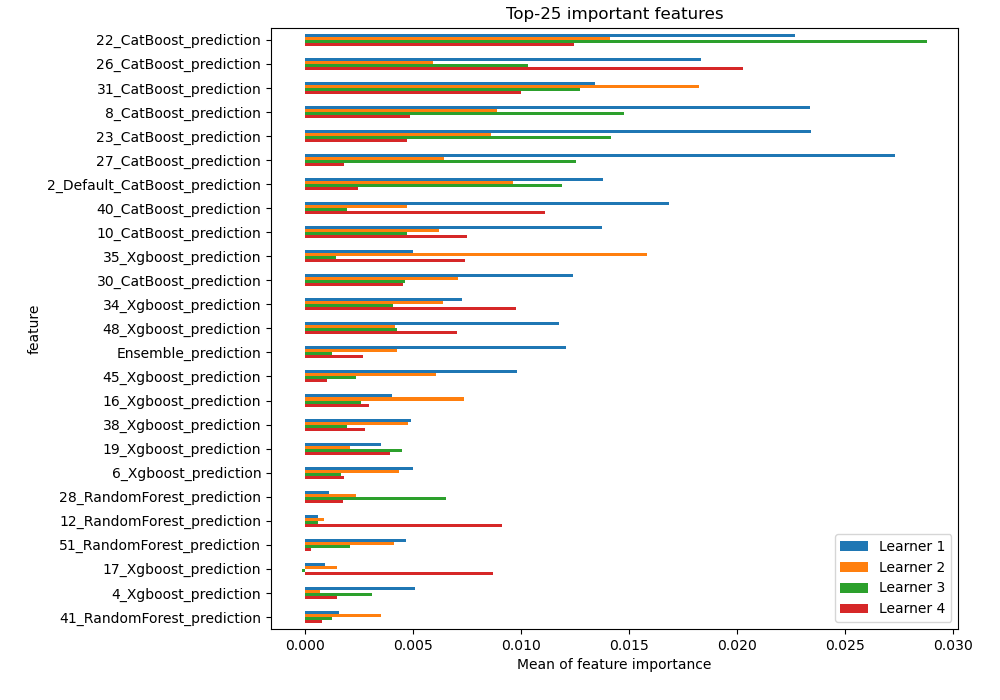 Top-25 important features
22_CatBoost_prediction
26_CatBoost_prediction
31_CatBoost_prediction
8_CatBoost_prediction
23_CatBoost_prediction
27_CatBoost_prediction
2_Default_CatBoost_prediction
40_CatBoost_prediction
10_CatBoost_prediction
35_Xgboost_prediction
30_CatBoost_prediction
34_Xgboost_prediction
48_Xgboost_prediction
Ensemble_prediction
45_Xgboost_prediction
16_Xgboost_prediction
38_Xgboost_prediction
19_Xgboost_prediction
6_Xgboost_prediction
28_RandomForest_prediction
12_RandomForest_prediction
51_RandomForest_prediction
17_Xgboost_prediction
4_Xgboost_prediction
41_RandomForest_prediction
feature
Learner 1
Learner 2
Learner 3
Learner 4
0.000 0.005 0.010 0.015 0.020 0.025 0.030
Mean of feature importance